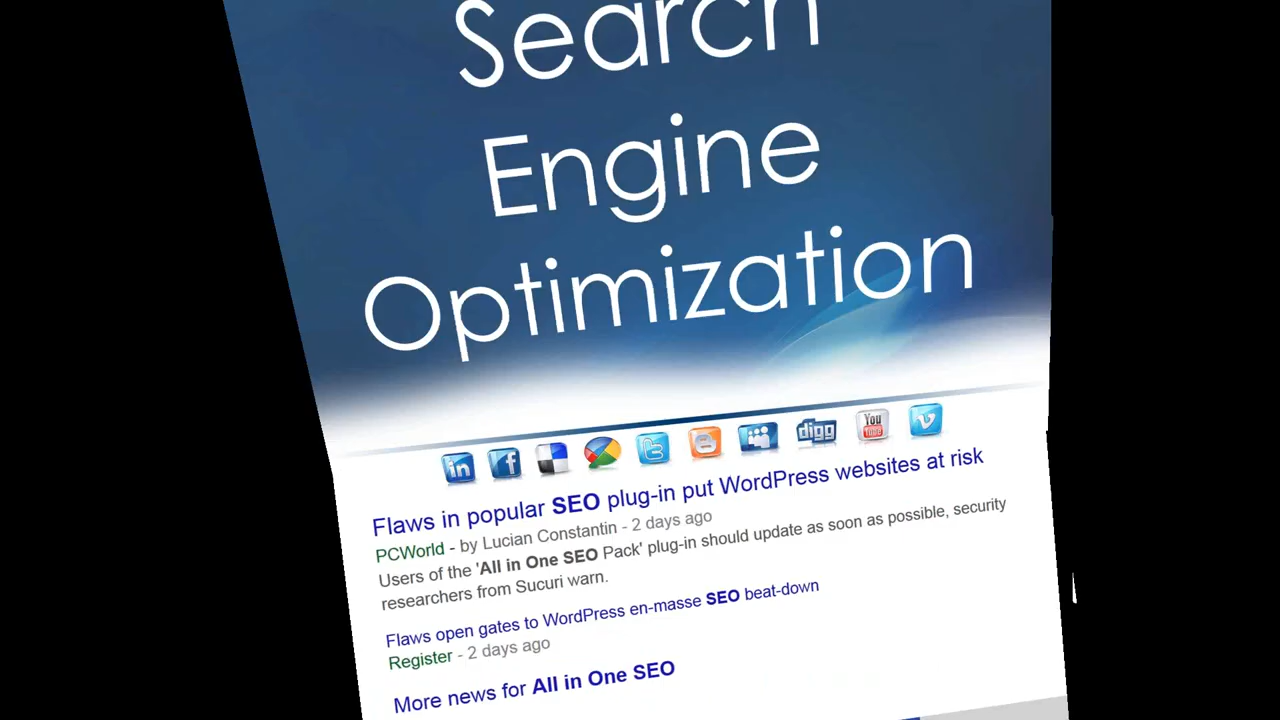 Search
Engine
Optimization
in f t B digg You Tube v
Flaws in popular SEO plug-in put WordPress websites at risk
PCWorld - by Lucian Constantin - 2 days ago
Users of the 'All in One SEO Pack' plug-in should update as soon as possible, security
researchers from Sucuri warn.
Flaws open gates to WordPress en-masse SEO beat-down
Register - 2 days ago
More news for All in One SEO